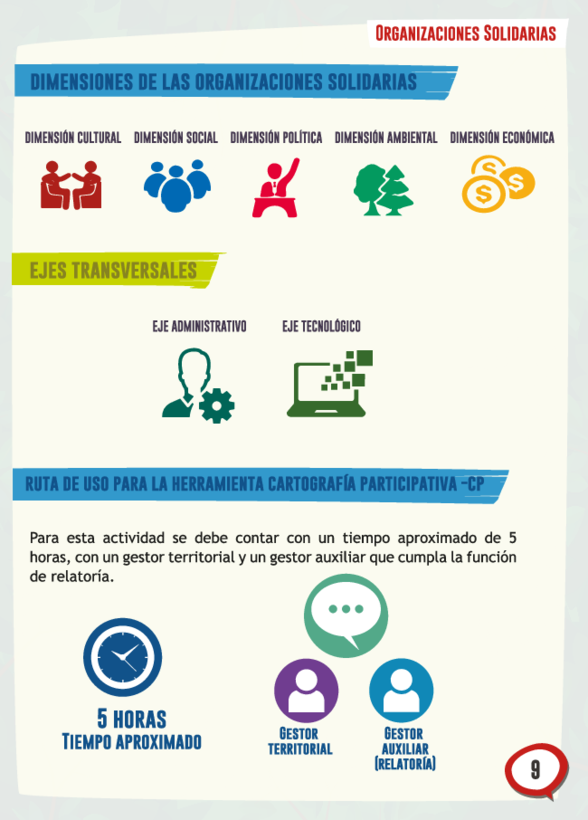 Organizaciones Solidarias
DIMENSIONES DE LAS ORGANIZACIONES SOLIDARIAS
DIMENSIÓN CULTURAL DIMENSIÓN SOCIAL DIMENSIÓN POLÍTICA DIMENSIÓN AMBIENTAL DIMENSIÓN ECONÓMICA
EJES TRANSVERSALES
EJE ADMINISTRATIVO EJE TECNOLÓGICO
RUTA DE USO PARA LA HERRAMIENTA CARTOGRAFÍA PARTICIPATIVA -CP
Para esta actividad se debe contar con un tiempo aproximado de 5
horas, con un gestor territorial y un gestor auxiliar que cumpla la función
de relatoría.
5 HORAS
TIEMPO APROXIMADO
GESTOR
TERRITORIAL
GESTOR
AUXILIAR
(RELATORÍA)
9